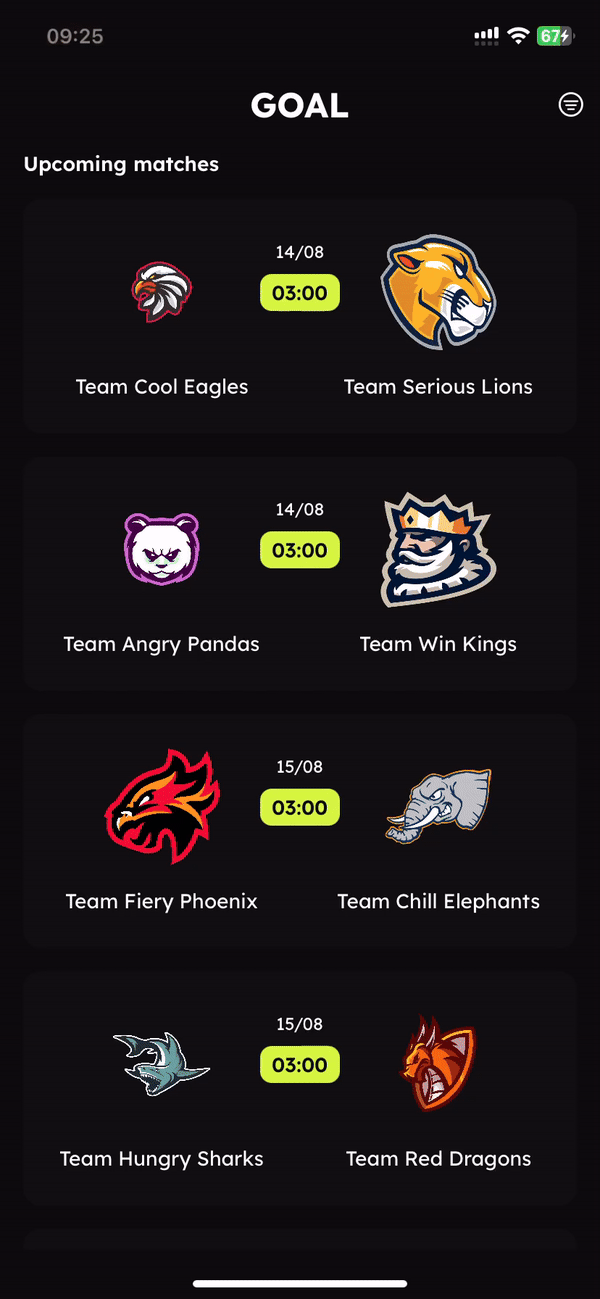 09:25
67
GOAL
Upcoming matches
14/08
03:00
Team Cool Eagles
Team Serious Lions
14/08
03:00
Team Angry Pandas
Team Win Kings
15/08
03:00
Team Fiery Phoenix
Team Chill Elephants
15/08
03:00
Team Hungry Sharks
Team Red Dragons